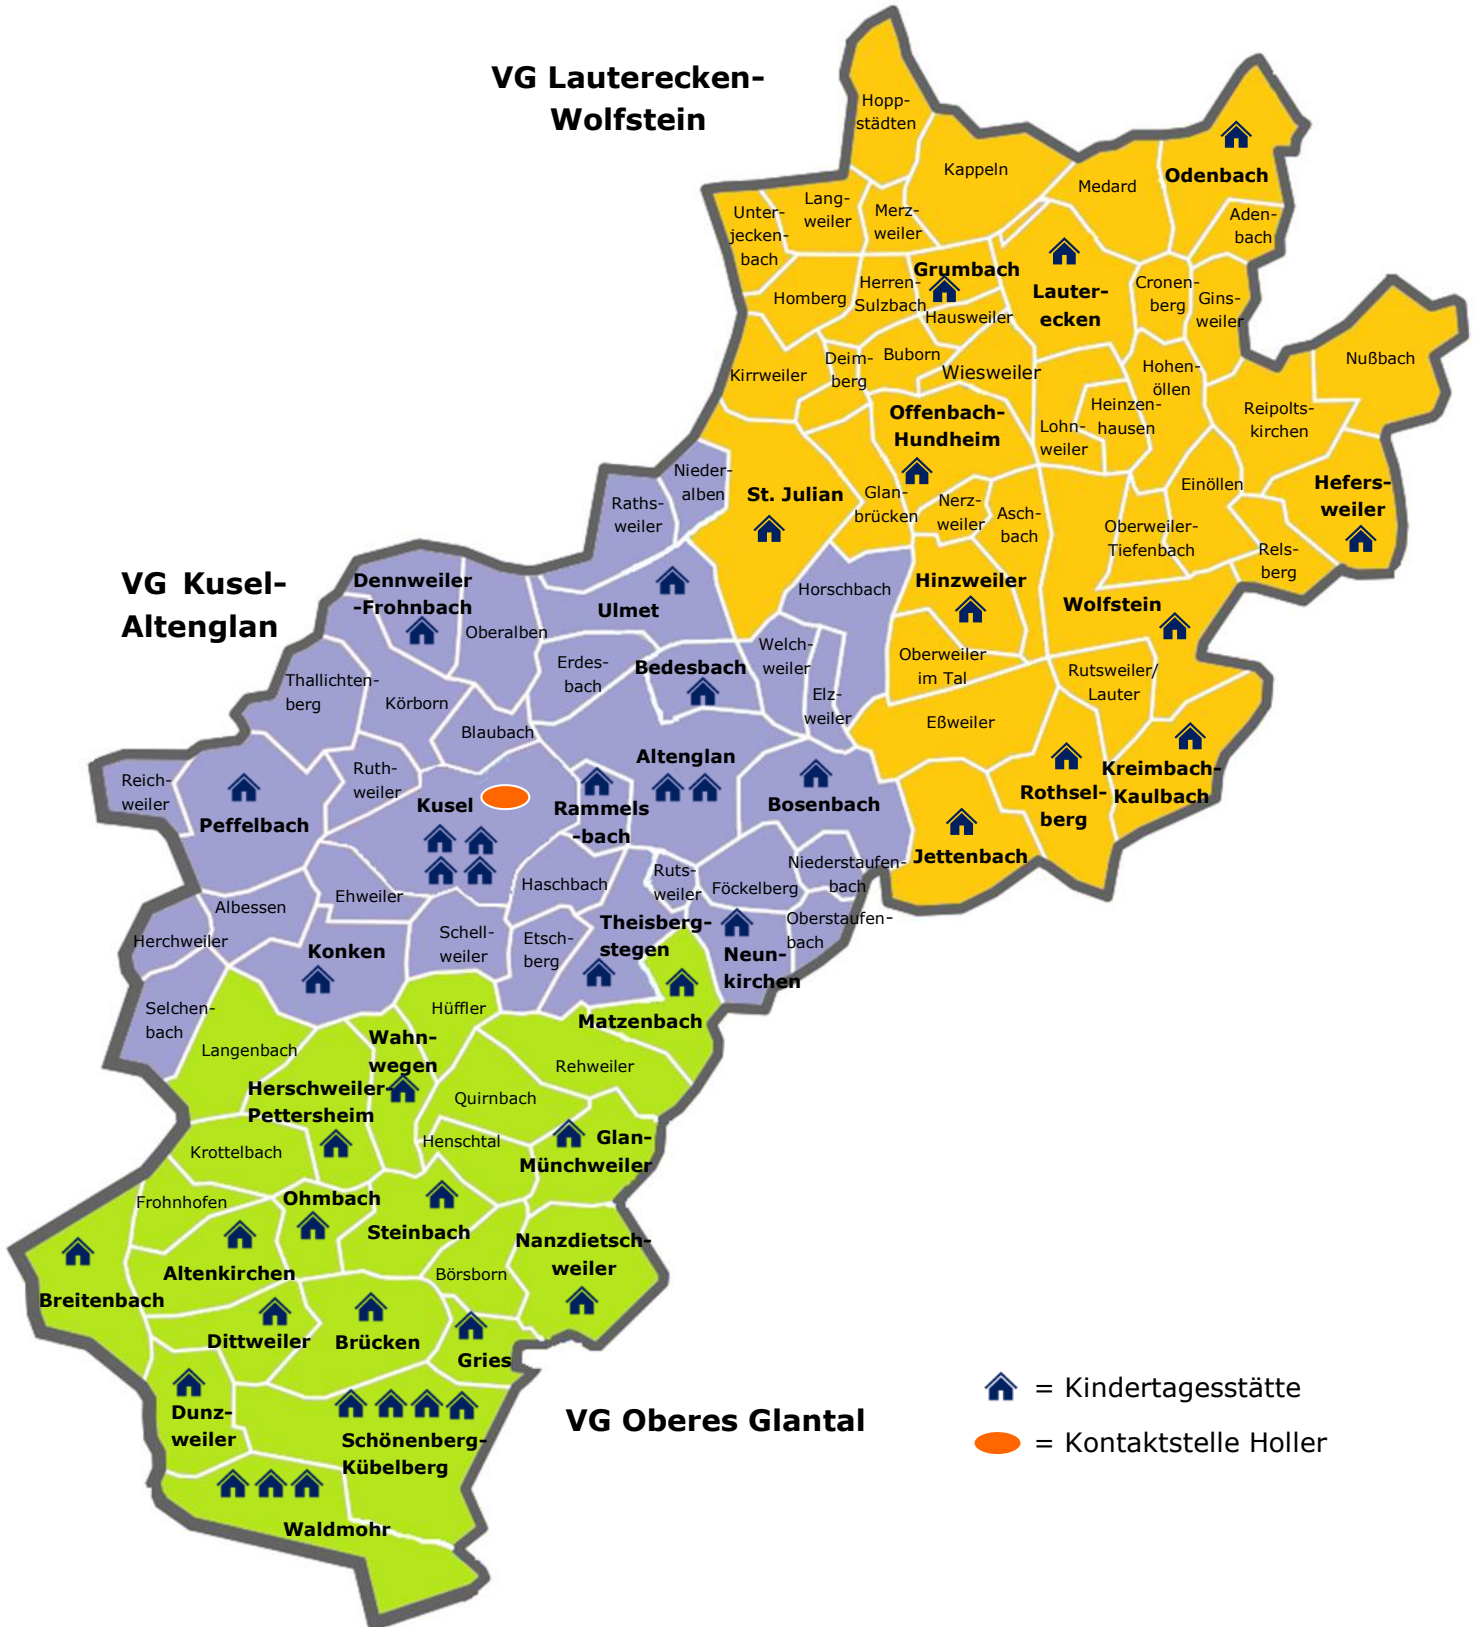 VG Lauterecken-
Wolfstein
Hopp-
städten
Kappeln
Medard
Odenbach
Aden-
bach
Lang-
weiler
Merz-
weiler
Unter-
jecken-
bach
Grumbach
Homberg
Herren-
Sulzbach
Hausweiler
Lauter-
ecken
Cronen-
berg
Gins-
weiler
Kirrweiler
Deim-
berg
Buborn
Wiesweiler
Hohen-
öllen
Heinzen-
hausen
Lohn-
weiler
Nußbach
Reipolts-
kirchen
Offenbach-
Hundheim
Hefers-
weiler
Einöllen
St. Julian
Glan-
brücken
Nerz-
weiler
Asch-
bach
Oberweiler-
Tiefenbach
Rels-
berg
Hinzweiler
Wolfstein
Oberweiler
im Tal
Rutsweiler/
Lauter
Eßweiler
Rothsel-
berg
Kreimbach-
Kaulbach
Jettenbach
VG Kusel-
Altenglan
Nieder-
alben
Raths-
weiler
Dennweiler
-Frohnbach
Oberalben
Ulmet
Horschbach
Erdes-
bach
Bedesbach
Welch-
weiler
Elz-
weiler
Thallichten-
berg
Körborn
Blaubach
Altenglan
Reich-
weiler
Ruth-
weiler
Peffelbach
Kusel
Rammels
-bach
Bosenbach
Haschbach
Ruts-
weiler
Föckelberg
Niederstaufen-
bach
Ehweiler
Albessen
Herchweiler
Konken
Schell-
weiler
Etsch-
berg
Theisberg-
stegen
Neun-
kirchen
Oberstaufen-
bach
Selchen-
bach
Hüffler
Matzenbach
Langenbach
Wahn-
wegen
Rehweiler
Herschweiler-
Pettersheim
Quirnbach
Henschtal
Glan-
Münchweiler
Krottelbach
Frohnhofen
Ohmbach
Steinbach
Nanzdietsch-
weiler
Altenkirchen
Börsborn
Breitenbach
Dittweiler
Brücken
Gries
Dunz-
weiler
Schönenberg-
Kübelberg
Waldmohr
VG Oberes Glantal
= Kindertagesstätte
= Kontaktstelle Holler